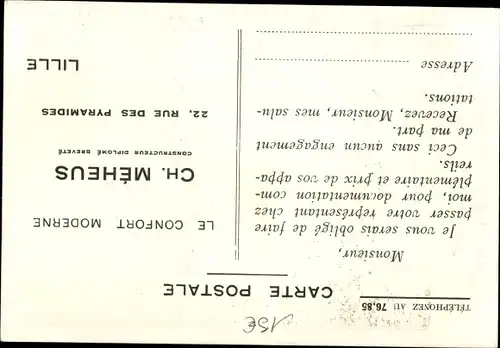 TÉLÉPHONEZ AU 76.85
CARTE POSTALE
Monsieur,
Je vous serais obligé de faire
passer votre représentant chez
moi, pour documentation com-
plémentaire et prix de vos appa-
reils.
Ceci sans aucun engagement
de ma part.
Recevez, Monsieur, mes salu-
tations.
Adresse
LE CONFORT MODERNE
CH. MÉHEUS
CONSTRUCTEUR DIPLOMÉ BREVETÉ
22, RUE DES PYRAMIDES
LILLE
15€